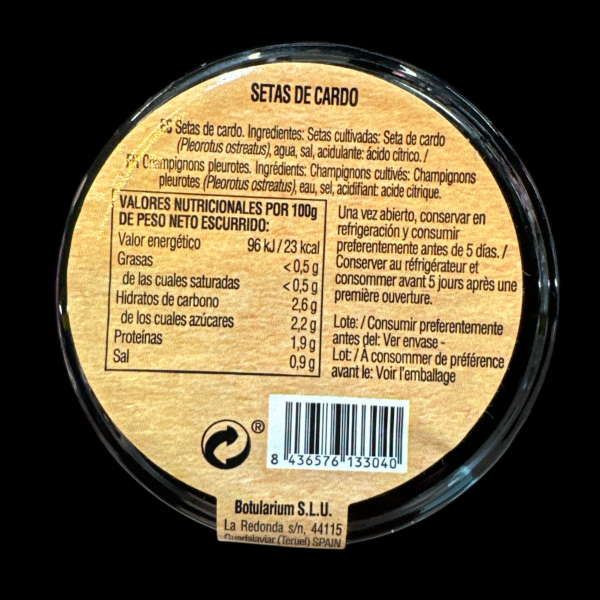 SETAS DE CARDO
ES Setas de cardo. Ingredientes: Setas cultivadas: Seta de cardo
(Pleorotus ostreatus), agua, sal, acidulante: ácido cítrico. /
FR Champignons pleurotes. Ingrédients: Champignons cultivés: Champignons
pleurotes (Pleorotus ostreatus), eau, sel, acidifiant: acide citrique.
VALORES NUTRICIONALES POR 100g
DE PESO NETO ESCURRIDO:
Valor energético 96 kJ / 23 kcal
Grasas <0,5 g
de las cuales saturadas <0,5 g
Hidratos de carbono 2,6 g
de los cuales azúcares 2,2 g
Proteínas 1,9 g
Sal 0,9 g
Una vez abierto, conservar en
refrigeración y consumir
preferentemente antes de 5 días. /
Conserver au réfrigérateur et
consommer avant 5 jours après une
première ouverture.
Lote: / Consumir preferentemente
antes del: Ver envase -
Lot: / À consommer de préférence
avant le: Voir l'emballage
®
8 436576 133040
Botularium S.L.U.
La Redonda s/n, 44115
Guadalaviar (Teruel) SPAIN